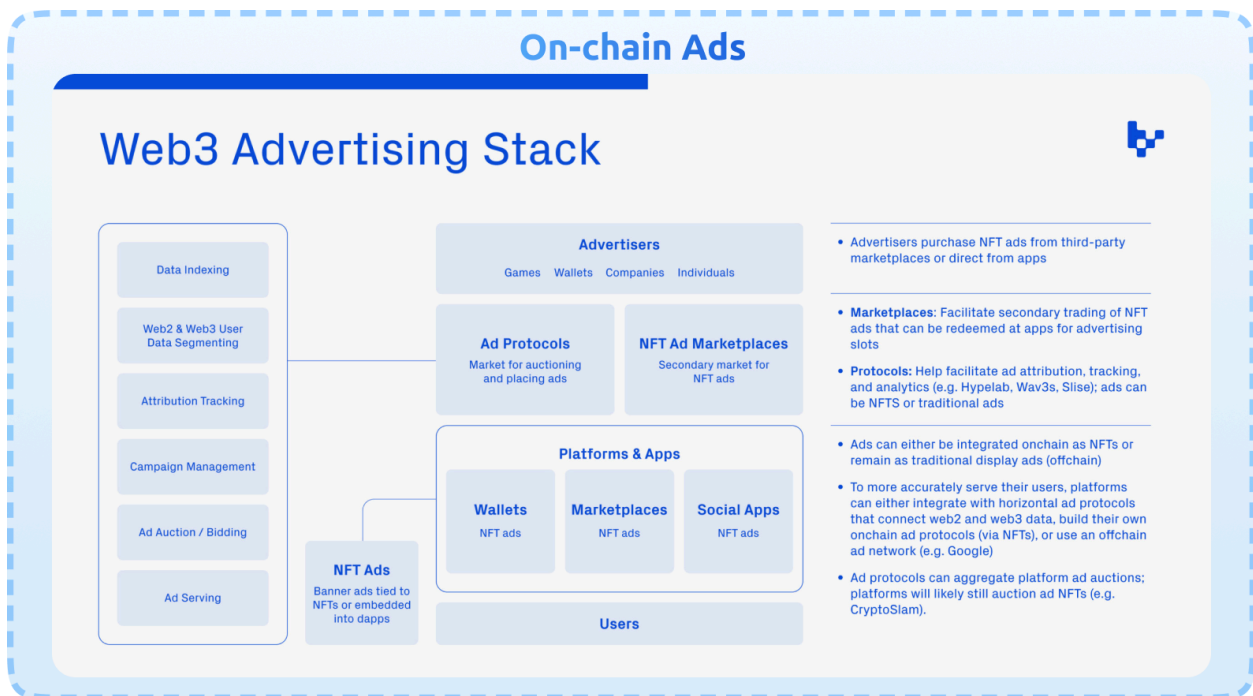 On-chain Ads
Web3 Advertising Stack
Data Indexing
Web2 & Web3 User
Data Segmenting
Attribution Tracking
Campaign Management
Ad Auction / Bidding
Ad Serving
NFT Ads
Banner ads tied to
NFTs or embedded
into dapps
Advertisers
Games Wallets Companies Individuals
Ad Protocols
Market for auctioning
and placing ads
NFT Ad Marketplaces
Secondary market for
NFT ads
Platforms & Apps
Wallets
NFT ads
Marketplaces
NFT ads
Social Apps
NFT ads
Users
• Advertisers purchase NFT ads from third-party
marketplaces or direct from apps
• Marketplaces: Facilitate secondary trading of NFT
ads that can be redeemed at apps for advertising
slots
• Protocols: Help facilitate ad attribution, tracking,
and analytics (e.g. Hypelab, Wav3s, Slise); ads can
be NFTS or traditional ads
• Ads can either be integrated onchain as NFTs or
remain as traditional display ads (offchain)
• To more accurately serve their users, platforms
can either integrate with horizontal ad protocols
that connect web2 and web3 data, build their own
onchain ad protocols (via NFTs), or use an offchain
ad network (e.g. Google)
• Ad protocols can aggregate platform ad auctions;
platforms will likely still auction ad NFTs (e.g.
CryptoSlam).